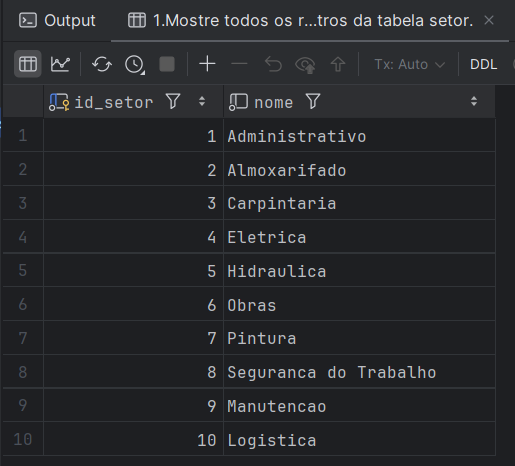 Output 1.Mostre todos os r...tros da tabela setor. ×
Tx: Auto DDL
id_setor nome
1 1 Administrativo
2 2 Almoxarifado
3 3 Carpintaria
4 4 Eletrica
5 5 Hidraulica
6 6 Obras
7 7 Pintura
8 8 Seguranca do Trabalho
9 9 Manutencao
10 10 Logistica